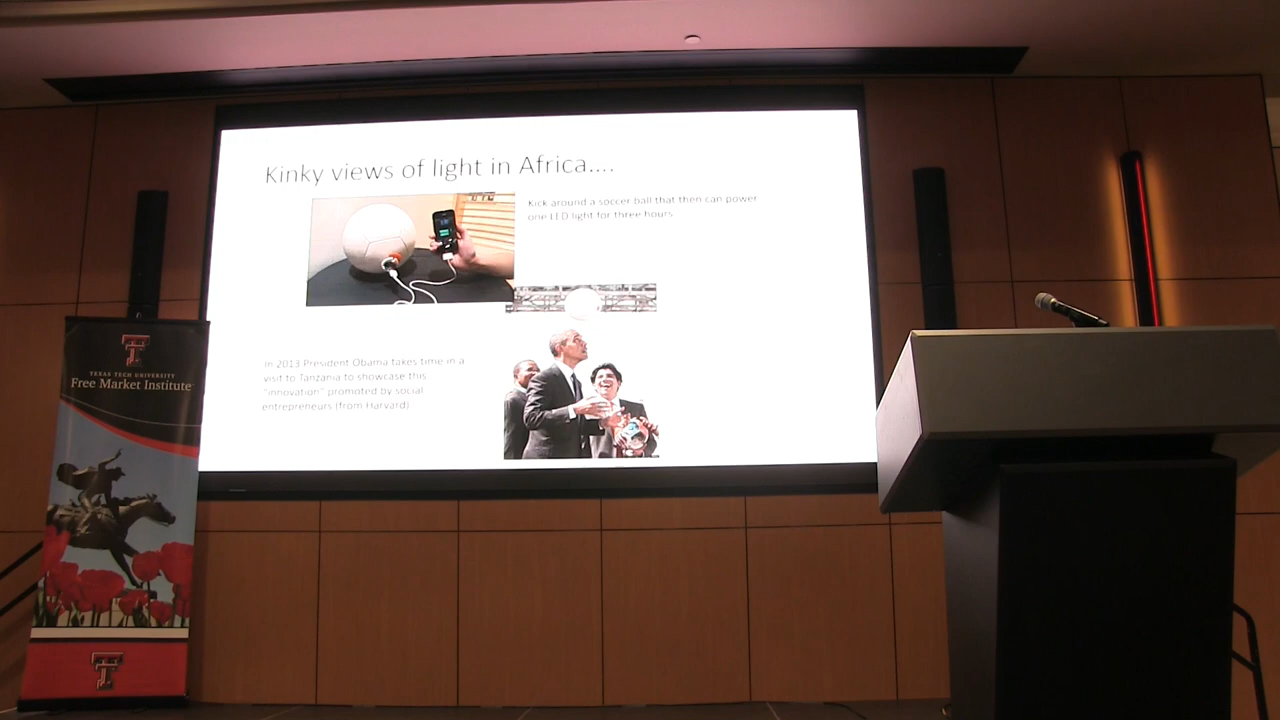 Kinky views of light in Africa....
Kick around a soccer ball that then can power
one LED light for three hours
In 2013 President Obama takes time in a
visit to Tanzania to showcase this
"innovation" promoted by social
entrepreneurs (from Harvard)
TEXAS TECH UNIVERSITY
Free Market Institute